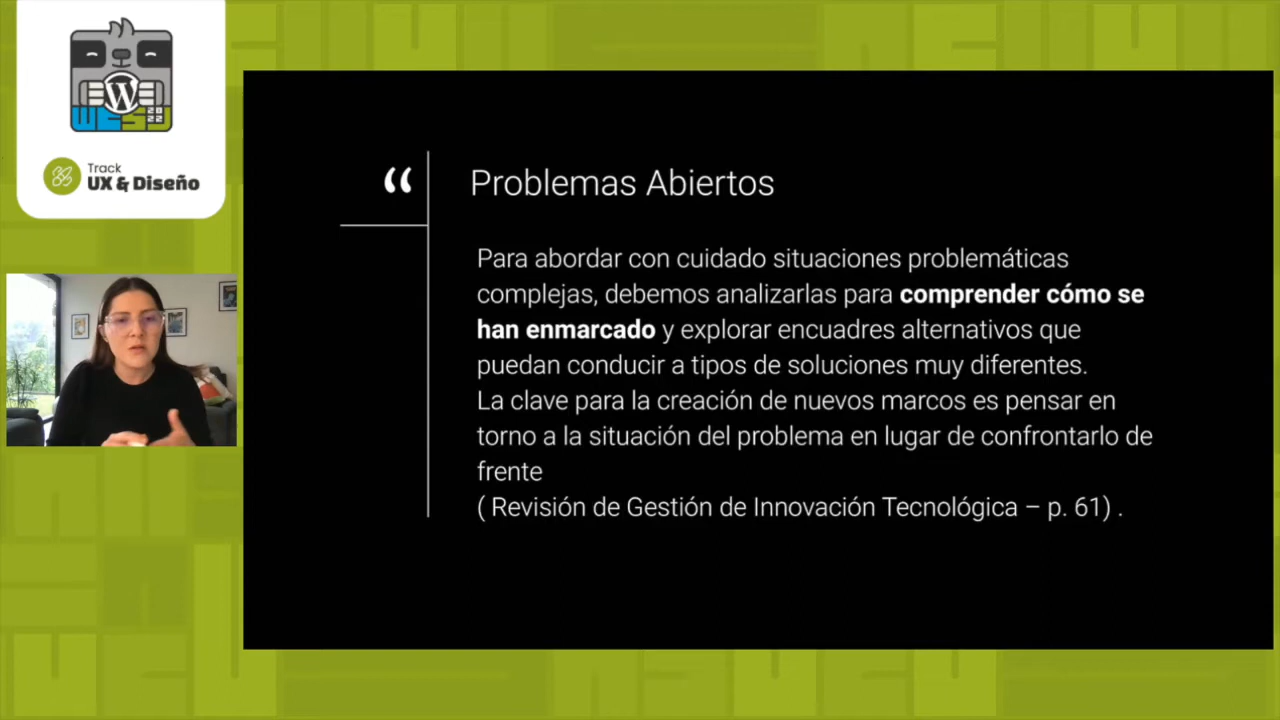 W
WESJ
2022
Track
UX & Diseño
“
Problemas Abiertos
Para abordar con cuidado situaciones problemáticas
complejas, debemos analizarlas para comprender cómo se
han enmarcado y explorar encuadres alternativos que
puedan conducir a tipos de soluciones muy diferentes.
La clave para la creación de nuevos marcos es pensar en
torno a la situación del problema en lugar de confrontarlo de
frente
( Revisión de Gestión de Innovación Tecnológica – p. 61) .